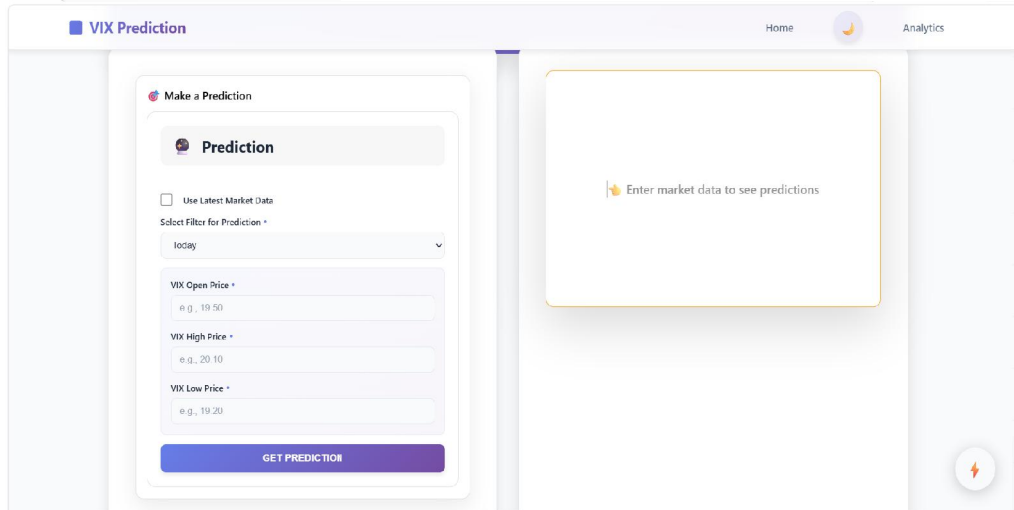 VIX Prediction
Home
Analytics
Make a Prediction
Prediction
Use Latest Market Data
Select Filter for Prediction *
Today
VIX Open Price *
e.g., 19.50
VIX High Price *
e.g., 20.10
VIX Low Price *
e.g., 19.20
GET PREDICTION
Enter market data to see predictions